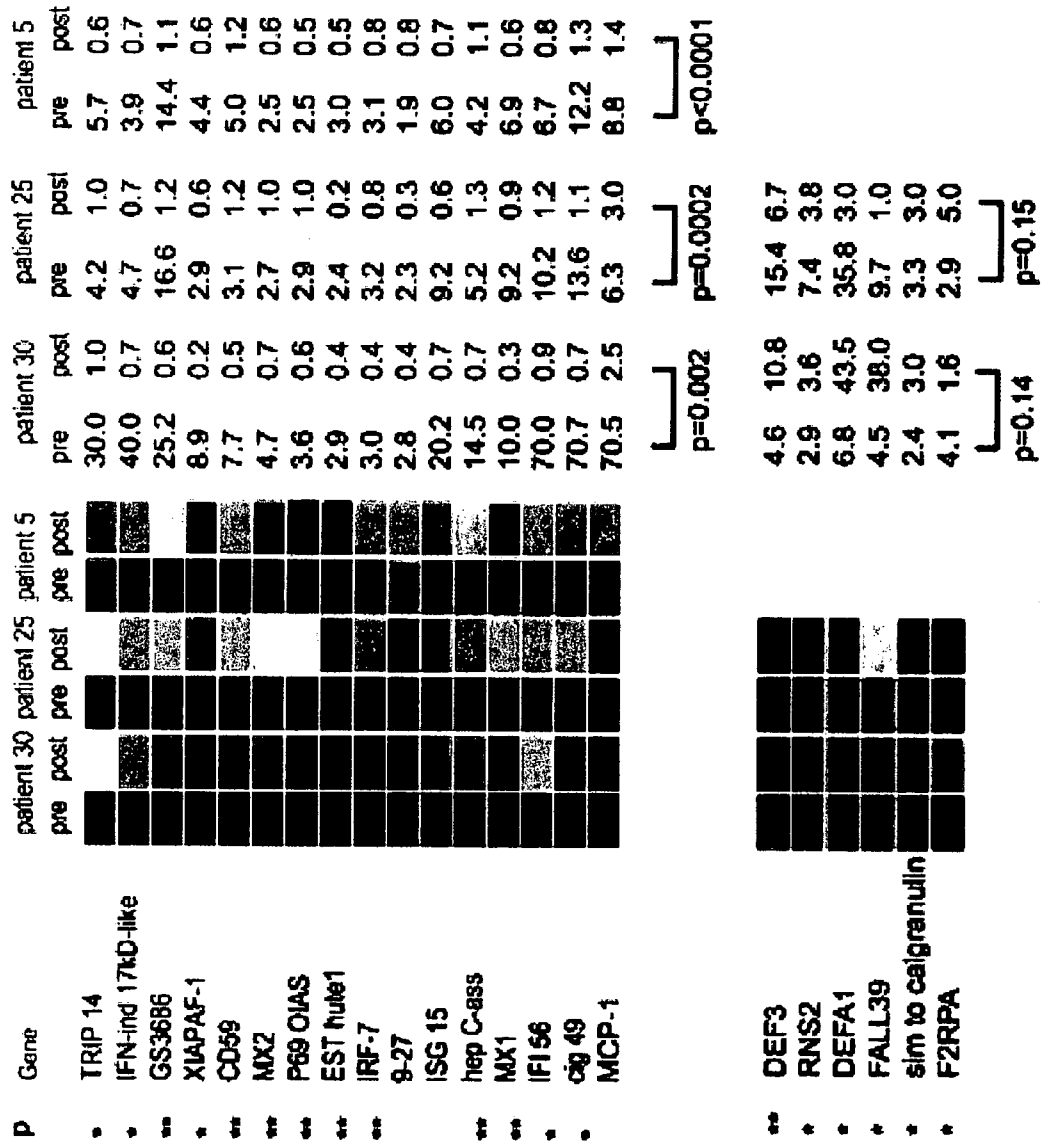 patient 30 patient 25 patient 5 patient 30 patient 25 patient 5
p Gene pre post pre post pre post pre post pre post pre post
* TRIP 14 30.0 1.0 4.2 1.0 5.7 0.6
* IFN-ind 17kD-like 40.0 0.7 4.7 0.7 3.9 0.7
** GS3686 25.2 0.6 16.6 1.2 14.4 1.1
* XIAPAF-1 8.9 0.2 2.9 0.6 4.4 0.6
** CD59 7.7 0.5 3.1 1.2 5.0 1.2
** MX2 4.7 0.7 2.7 1.0 2.5 0.6
** P69 OIAS 3.6 0.6 2.9 1.0 2.5 0.5
** EST hute1 2.9 0.4 2.4 0.2 3.0 0.5
** IRF-7 3.0 0.4 3.2 0.8 3.1 0.8
9-27 2.8 0.4 2.3 0.3 1.9 0.8
ISG 15 20.2 0.7 9.2 0.6 6.0 0.7
** hep C-ass 14.5 0.7 5.2 1.3 4.2 1.1
** MX1 10.0 0.3 9.2 0.9 6.9 0.6
* IFI 56 70.0 0.9 10.2 1.2 6.7 0.8
* cig 49 70.7 0.7 13.6 1.1 12.2 1.3
MCP-1 70.5 2.5 6.3 3.0 8.8 1.4
p=0.002 p=0.0002 p<0.0001
** DEF3 4.6 10.8 15.4 6.7
* RNS2 2.9 3.6 7.4 3.8
* DEFA1 6.8 43.5 35.8 3.0
* FALL39 4.5 38.0 9.7 1.0
* sim to calgranulin 2.4 3.0 3.3 3.0
* F2RPA 4.1 1.6 2.9 5.0
p=0.14 p=0.15